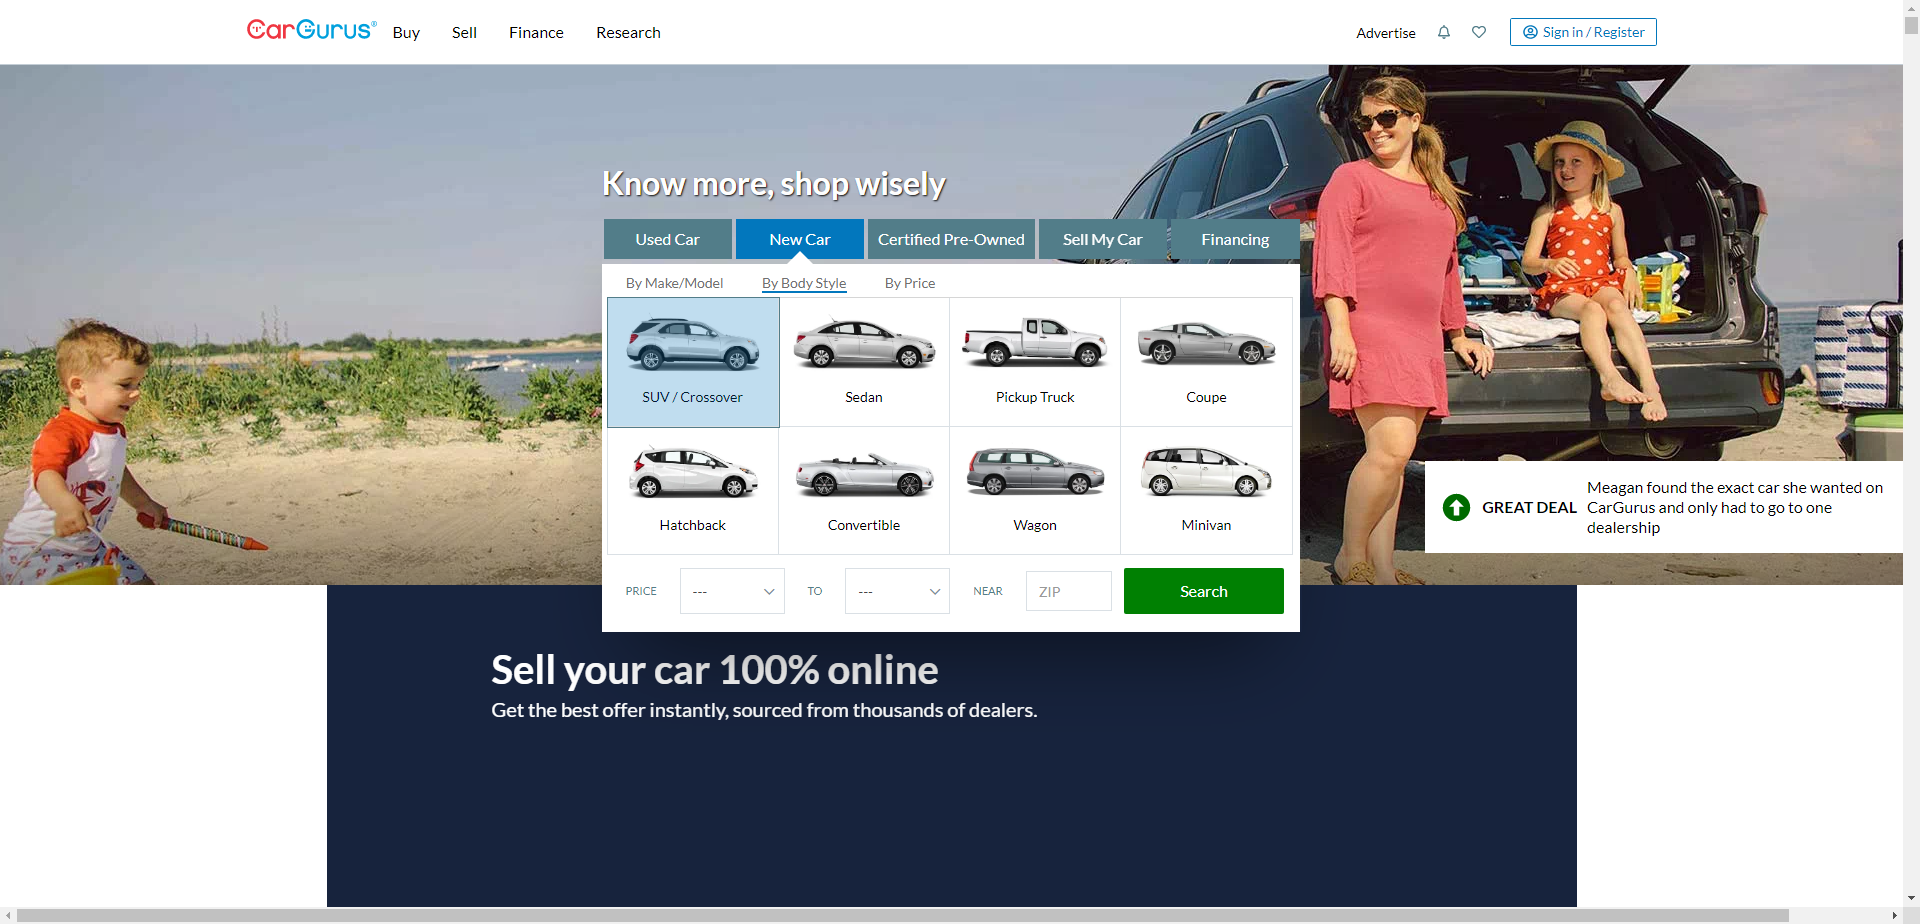 CarGurus®
Buy
Sell
Finance
Research
Advertise
Sign in / Register
Know more, shop wisely
Used Car
New Car
Certified Pre-Owned
Sell My Car
Financing
By Make/Model
By Body Style
By Price
SUV / Crossover
Sedan
Pickup Truck
Coupe
Hatchback
Convertible
Wagon
Minivan
PRICE
---
TO
---
NEAR
ZIP
Search
GREAT DEAL
Meagan found the exact car she wanted on
CarGurus and only had to go to one
dealership
Sell your car 100% online
Get the best offer instantly, sourced from thousands of dealers.